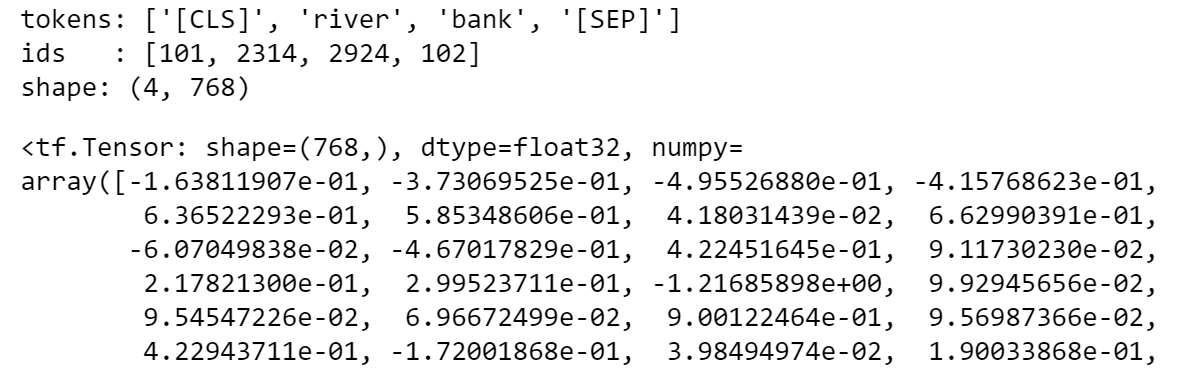 tokens: ['[CLS]', 'river', 'bank', '[SEP]']
ids   : [101, 2314, 2924, 102]
shape: (4, 768)
<tf.Tensor: shape=(768,), dtype=float32, numpy=
array([-1.63811907e-01, -3.73069525e-01, -4.95526880e-01, -4.15768623e-01,
        6.36522293e-01,  5.85348606e-01,  4.18031439e-02,  6.62990391e-01,
       -6.07049838e-02, -4.67017829e-01,  4.22451645e-01,  9.11730230e-02,
        2.17821300e-01,  2.99523711e-01, -1.21685898e+00,  9.92945656e-02,
        9.54547226e-02,  6.96672499e-02,  9.00122464e-01,  9.56987366e-02,
        4.22943711e-01, -1.72001868e-01,  3.98494974e-02,  1.90033868e-01,